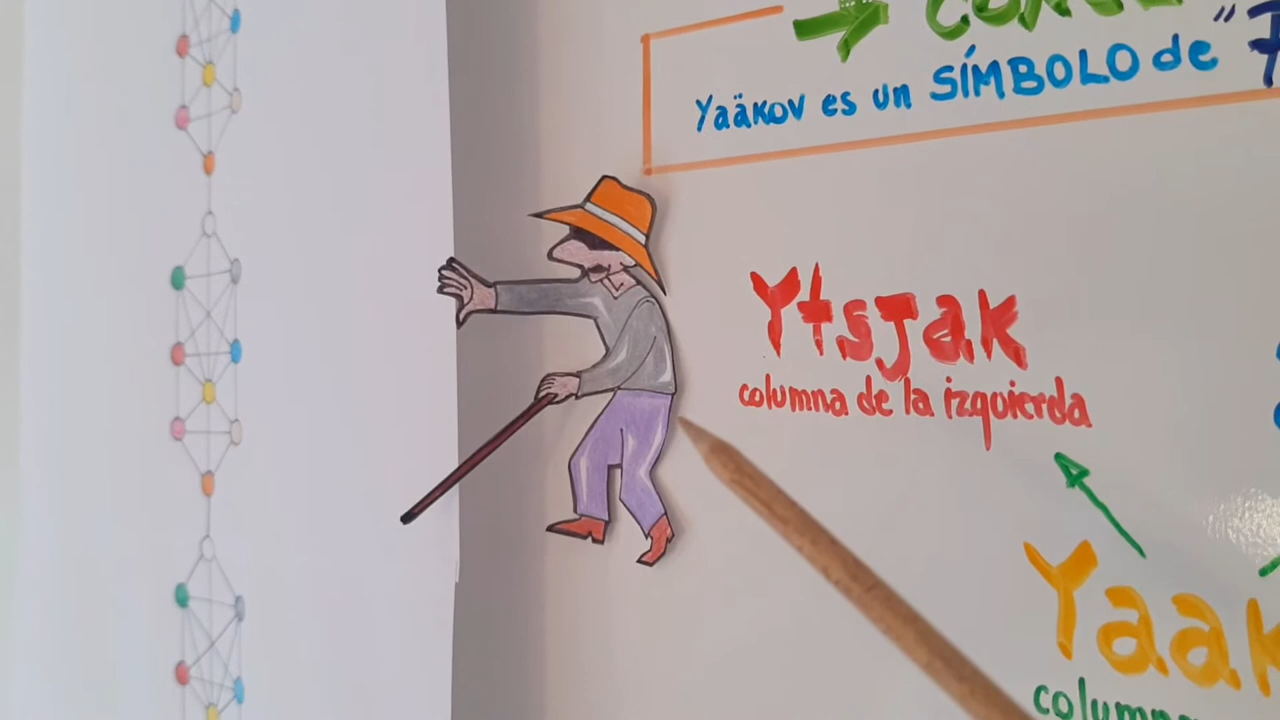 Yaäkov es un SÍMBOLO de "
Ytsjak
columna de la izquierda
Yaak